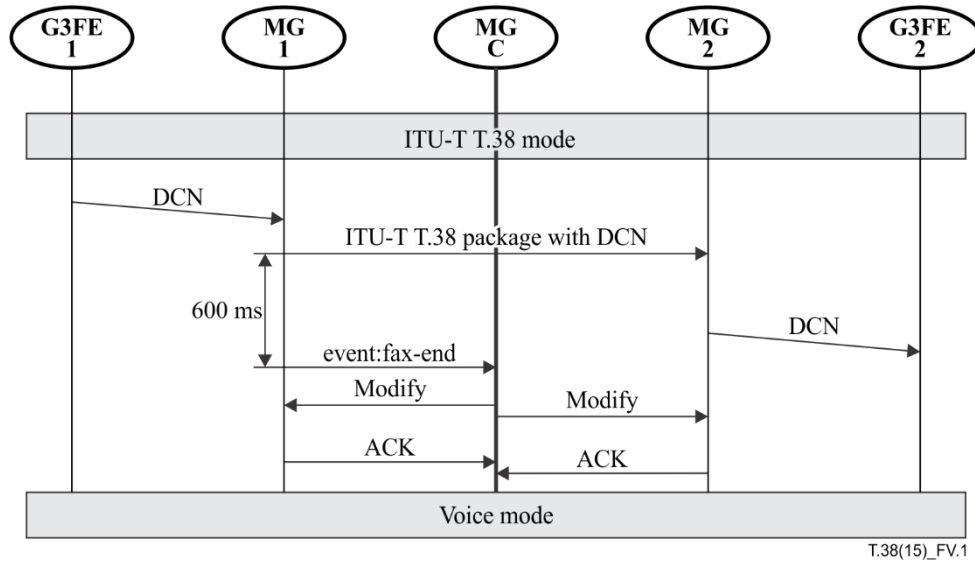 G3FE
1
MG
1
MG
C
MG
2
G3FE
2
ITU-T T.38 mode
DCN
ITU-T T.38 package with DCN
600 ms
DCN
event:fax-end
Modify
Modify
ACK
ACK
Voice mode
T.38(15)_FV.1